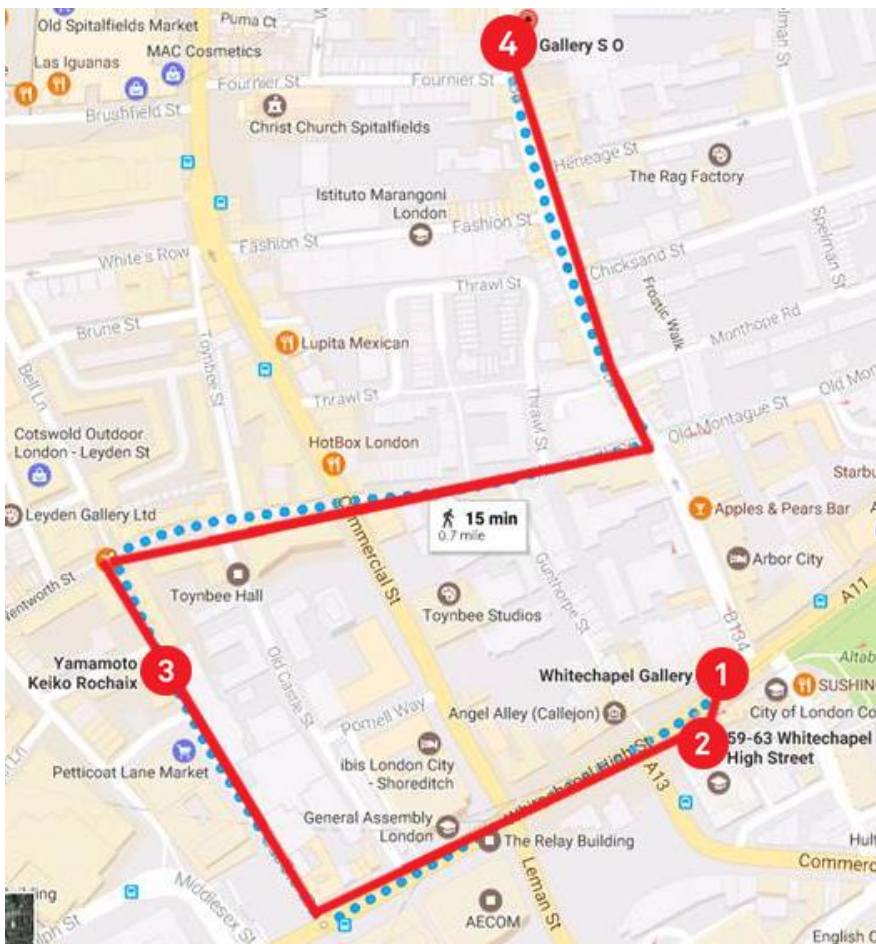 Puma Ct
Old Spitalfields Market
MAC Cosmetics
4
Gallery S O
Las Iguanas
Fournier St
Fournier St
Brushfield St
Christ Church Spitalfields
Heneage St
The Rag Factory
Istituto Marangoni
London
Fashion St
Fashion St
White's Row
Chicksand St
Spelman St
Thrawl St
Frostic Walk
Monthope Rd
Brune St
Toynbee St
Lupita Mexican
Bell Ln
Thrawl St
Thrawl St
Old Montague St
Cotswold Outdoor
London - Leyden St
HotBox London
Leyden Gallery Ltd
Commercial St
15 min
0.7 mile
Apples & Pears Bar
Arbor City
Toynbee Hall
Toynbee Studios
Gunthorpe St
A11
B134
Yamamoto
Keiko Rochaix
3
Old Castle St
Whitechapel Gallery
1
SUSHING
City of London Co
Pomell Way
Angel Alley (Callejon)
2
59-63 Whitechapel
High Street
Petticoat Lane Market
ibis London City
- Shoreditch
Whitechapel High St
A13
General Assembly
London
The Relay Building
Middlesex St
Leman St
AECOM